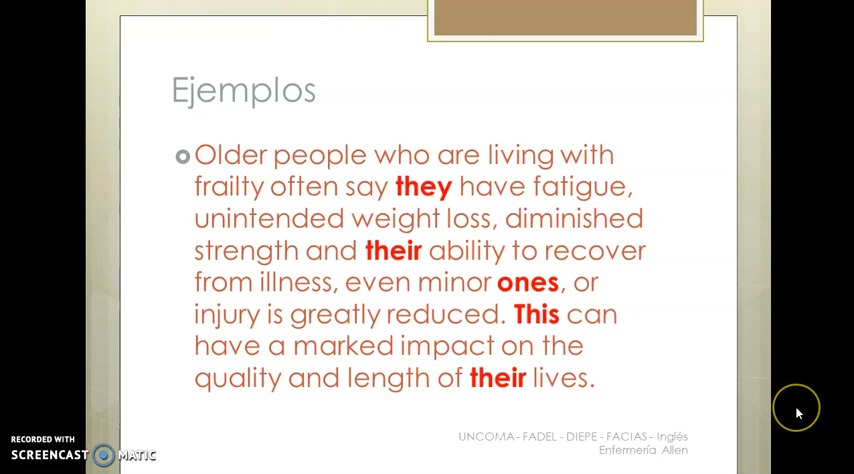 Ejemplos
Older people who are living with
frailty often say they have fatigue,
unintended weight loss, diminished
strength and their ability to recover
from illness, even minor ones, or
injury is greatly reduced. This can
have a marked impact on the
quality and length of their lives.
UNCOMA - FADEL - DIEPE - FACIAS - Inglés
Enfermería Allen
RECORDED WITH
SCREENCAST MATIC